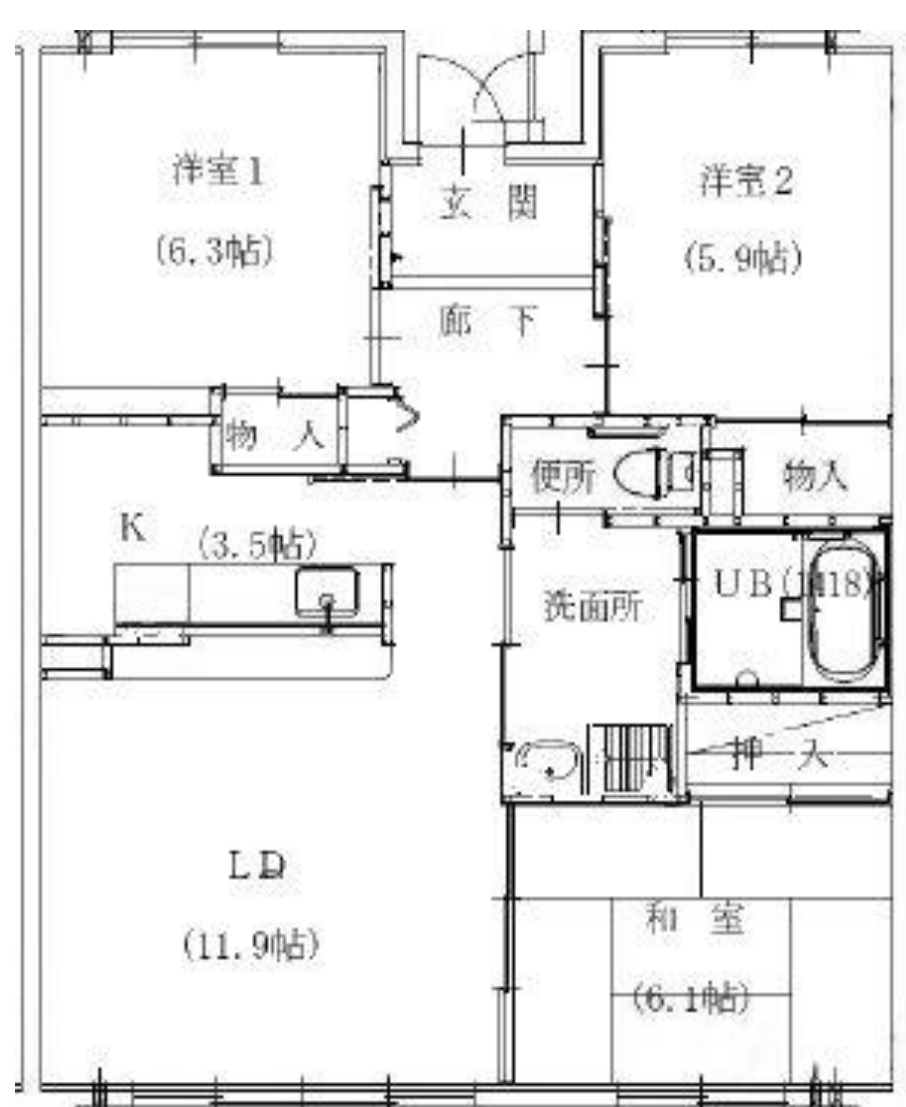 洋室1
(6.3帖)
玄 関
洋室2
(5.9帖)
廊 下
物 入
便所
物入
K
(3.5帖)
洗面所
UB(1418)
押 入
LD
(11.9帖)
和 室
(6.1帖)